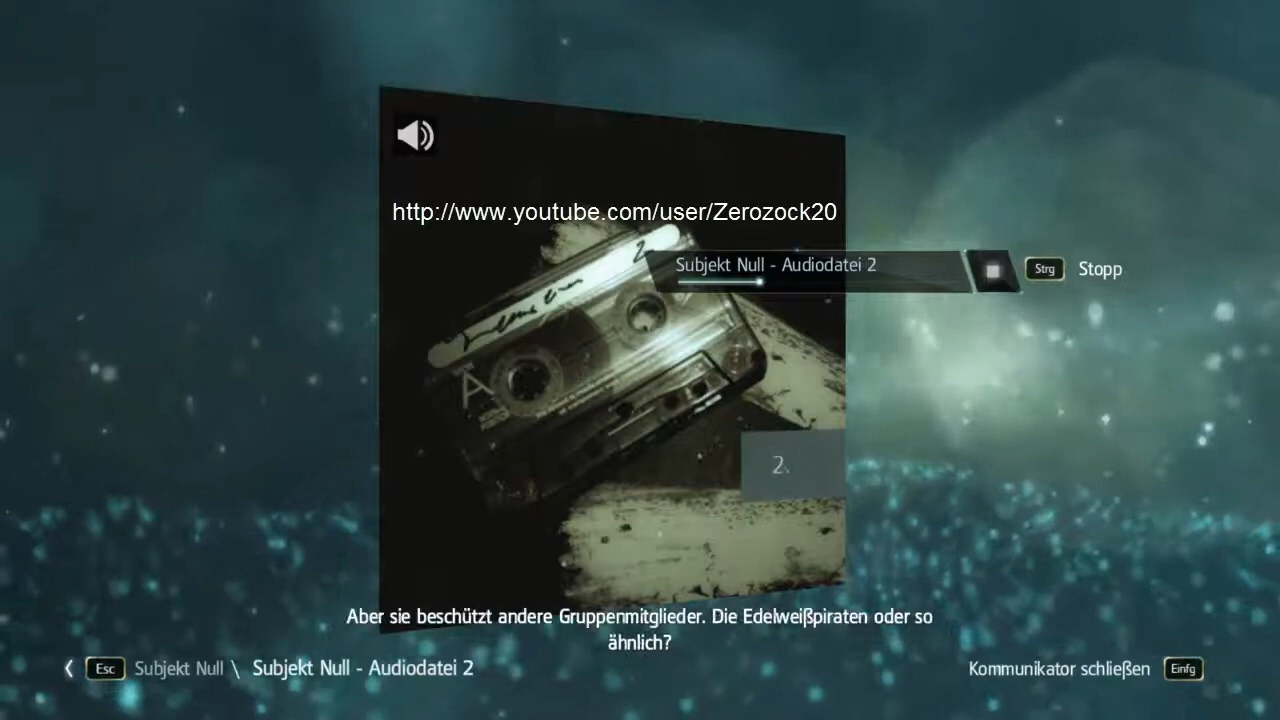 http://www.youtube.com/user/Zerozock20
2
Subjekt Null - Audiodatei 2
Strg
Stopp
A
2.
Aber sie beschützt andere Gruppenmitglieder. Die Edelweißpiraten oder so
ähnlich?
Esc Subjekt Null \ Subjekt Null - Audiodatei 2
Kommunikator schließen Einfg